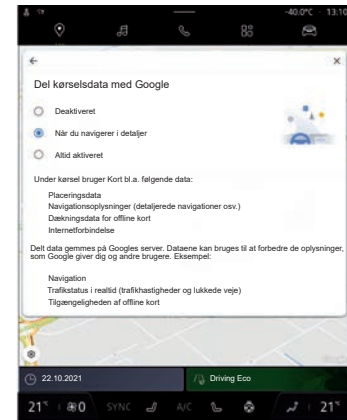 -40.0°C 13.10
Del kørselsdata med Google
Deaktiveret
Når du navigerer i detaljer
Altid aktiveret
Under kørsel bruger Kort bl.a. følgende data:
Placeringsdata
Navigationsoplysninger (detaljerede navigationer osv.)
Dækningsdata for offline kort
Internetforbindelse
Delt data gemmes på Googles server. Dataene kan bruges til at forbedre de oplysninger,
som Google giver dig og andre brugere. Eksempel:
Navigation
Trafikstatus i realtid (trafikhastigheder og lukkede veje)
Tilgængeligheden af offline kort
22.10.2021 Driving Eco
21 0 SYNC A/C 21